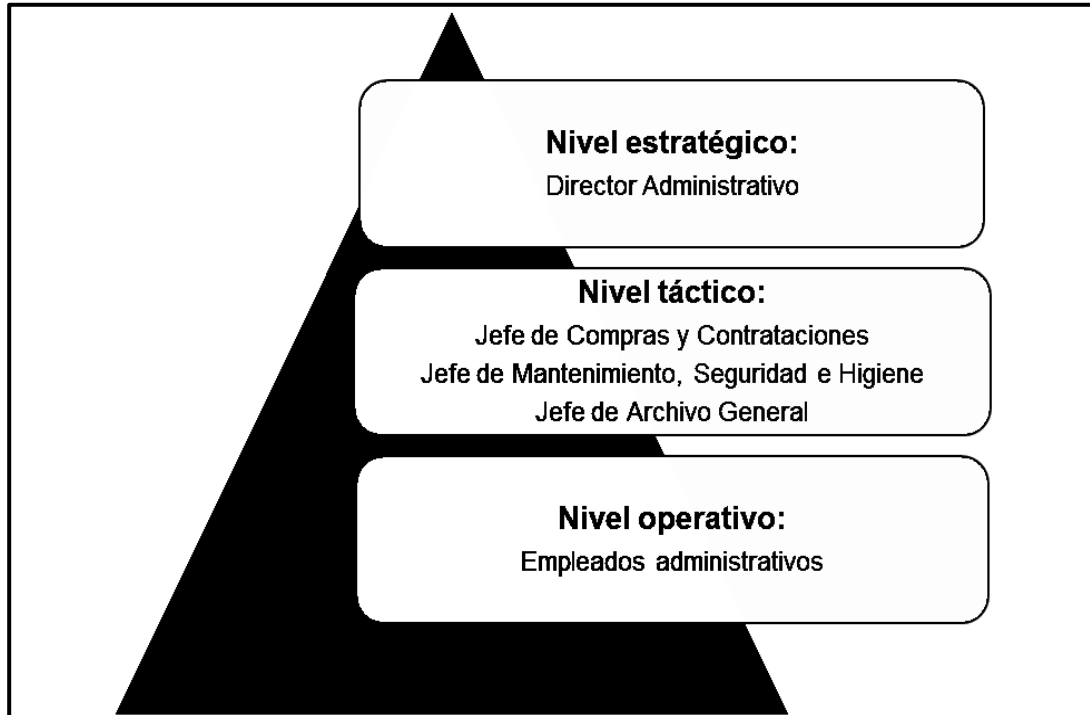 Nivel estratégico:
Director Administrativo
Nivel táctico:
Jefe de Compras y Contrataciones
Jefe de Mantenimiento, Seguridad e Higiene
Jefe de Archivo General
Nivel operativo:
Empleados administrativos